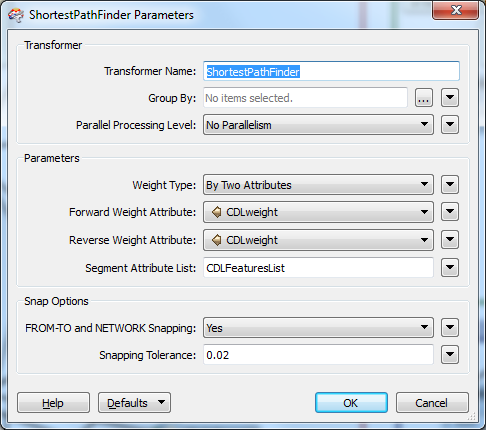 ShortestPathFinder Parameters
Transformer
Transformer Name: ShortestPathFinder
Group By: No items selected. ...
Parallel Processing Level: No Parallelism
Parameters
Weight Type: By Two Attributes
Forward Weight Attribute: CDLweight
Reverse Weight Attribute: CDLweight
Segment Attribute List: CDLFeaturesList
Snap Options
FROM-TO and NETWORK Snapping: Yes
Snapping Tolerance: 0.02
Help Defaults OK Cancel